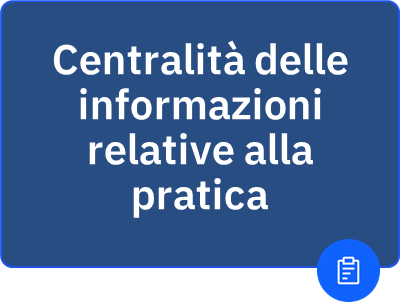 Centralità delle
informazioni
relative alla
pratica